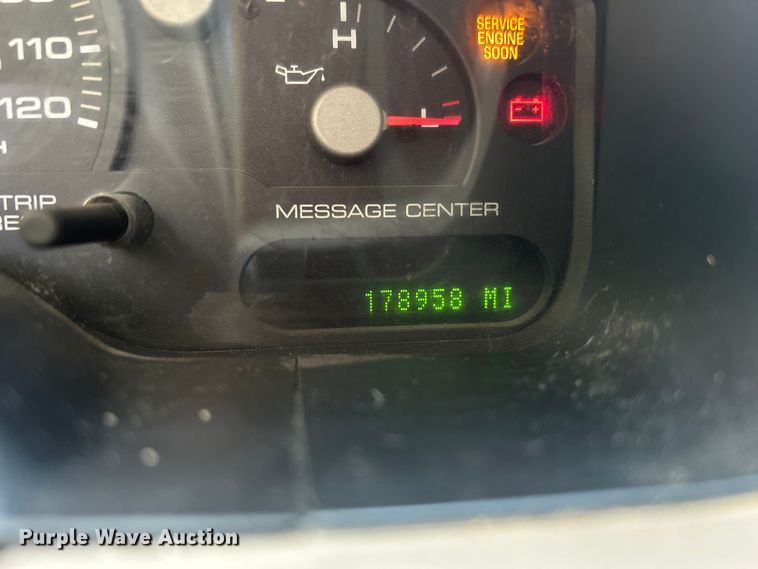 110
120
H
SERVICE
ENGINE
SOON
L
TRIP
MESSAGE CENTER
178958 MI
Purple Wave Auction